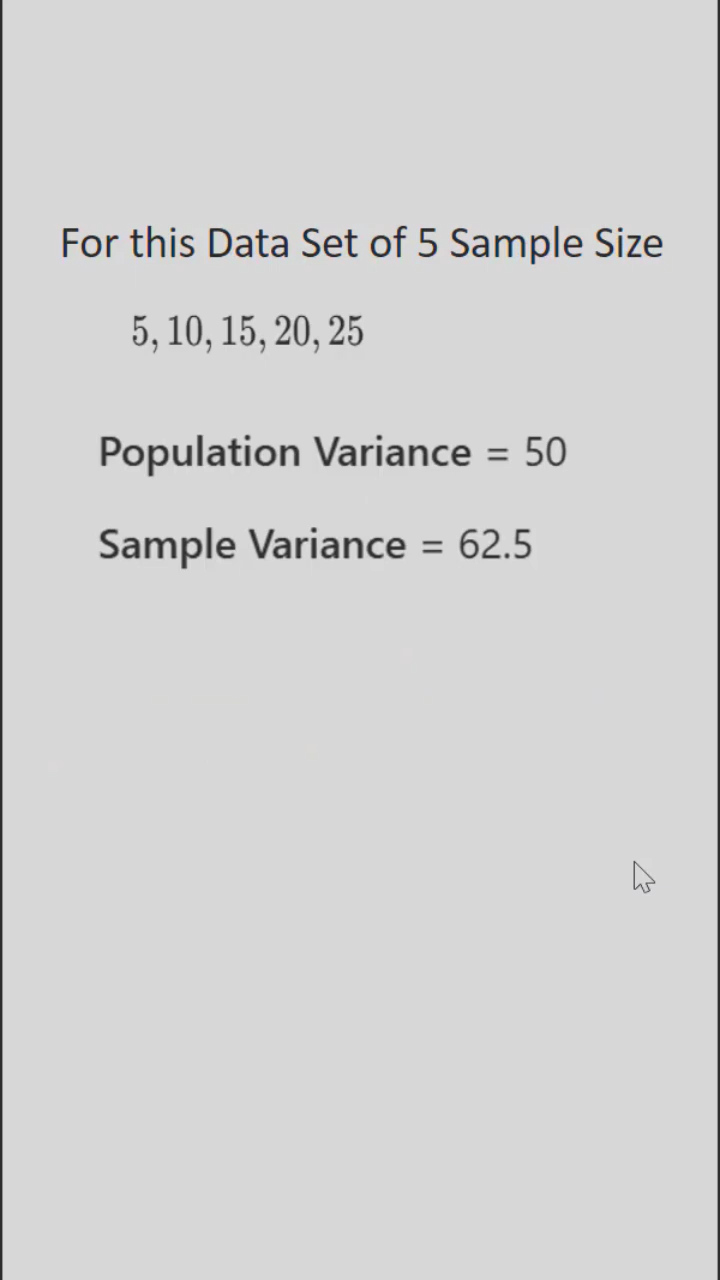 For this Data Set of 5 Sample Size
5, 10, 15, 20, 25
Population Variance = 50
Sample Variance = 62.5